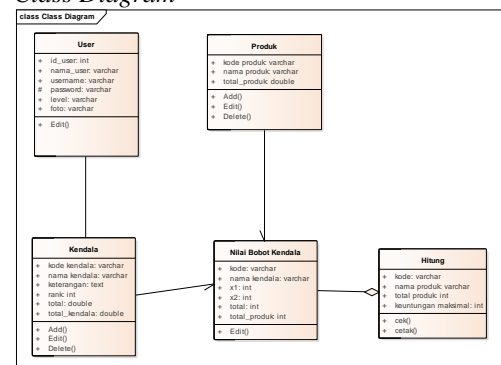 Class Diagram
class Class Diagram
User
+ id_user: int
+ nama_user: varchar
+ username: varchar
# password: varchar
+ level: varchar
+ foto: varchar
+ Edit()
Produk
+ kode produk: varchar
+ nama produk: varchar
+ total_produk: double
+ Add()
+ Edit()
+ Delete()
Kendala
+ kode kendala: varchar
+ nama kendala: varchar
+ keterangan: text
+ rank: int
+ total: double
+ total_kendala: double
+ Add()
+ Edit()
+ Delete()
Nilai Bobot Kendala
+ kode: varchar
+ nama kendala: varchar
+ x1: int
+ x2: int
+ total: int
+ total_produk: int
+ Edit()
Hitung
+ kode: varchar
+ nama produk: varchar
+ total produk: int
+ keuntungan maksimal: int
+ cek()
+ cetak()